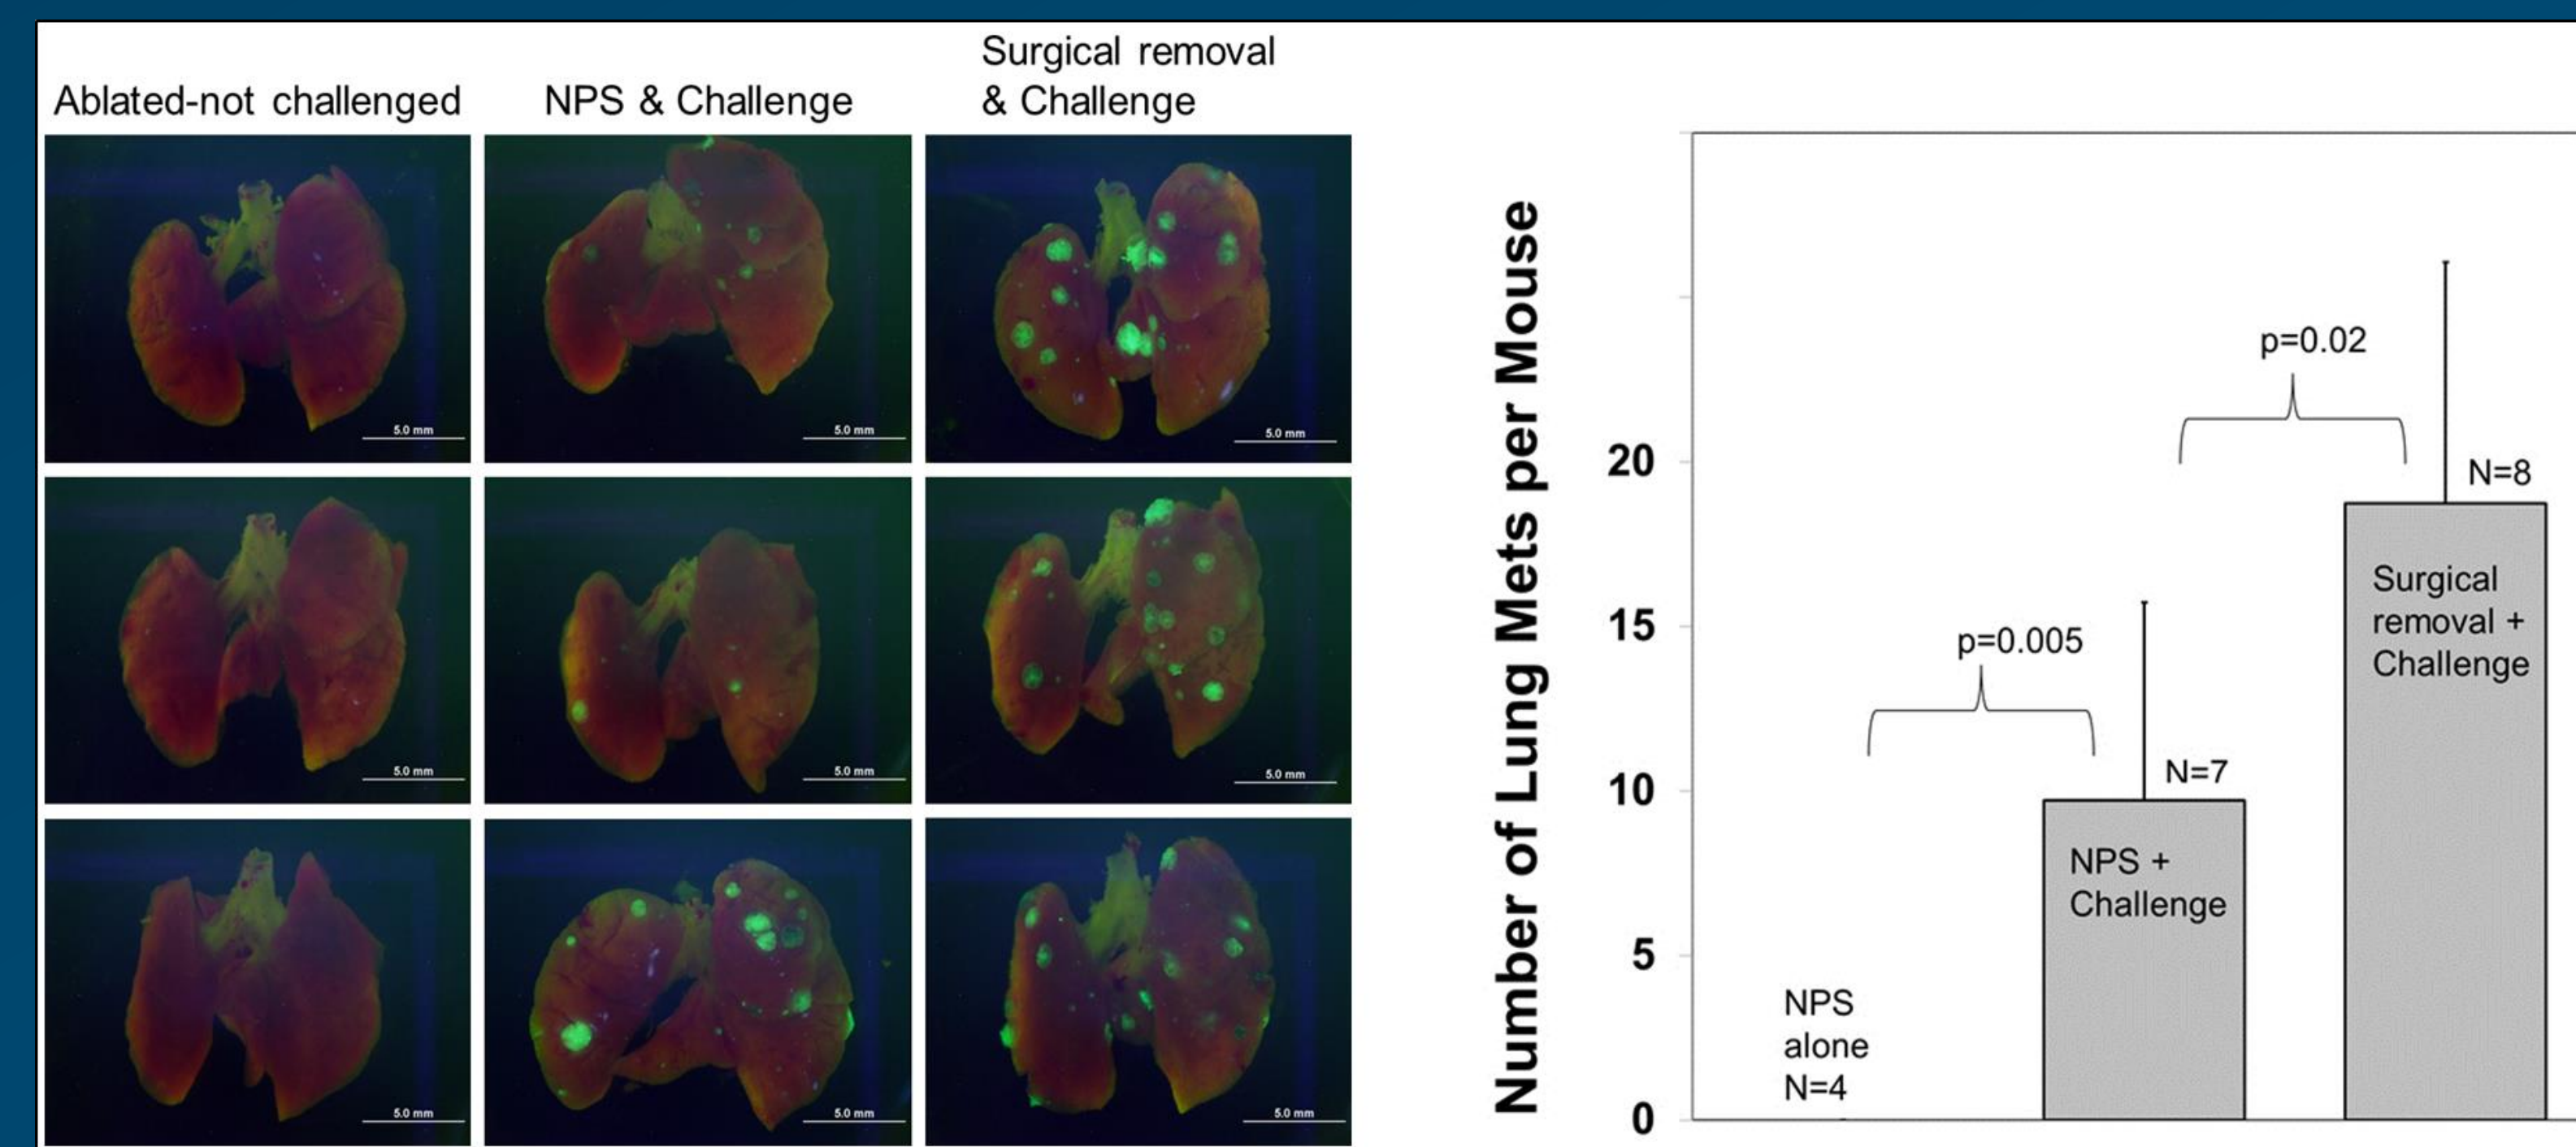 Ablated-not challenged
NPS & Challenge
Surgical removal
& Challenge
5.0 mm
5.0 mm
5.0 mm
5.0 mm
5.0 mm
5.0 mm
5.0 mm
5.0 mm
5.0 mm
Number of Lung Mets per Mouse
20
15
10
5
0
NPS
alone
N=4
p=0.005
N=7
NPS +
Challenge
p=0.02
N=8
Surgical
removal +
Challenge